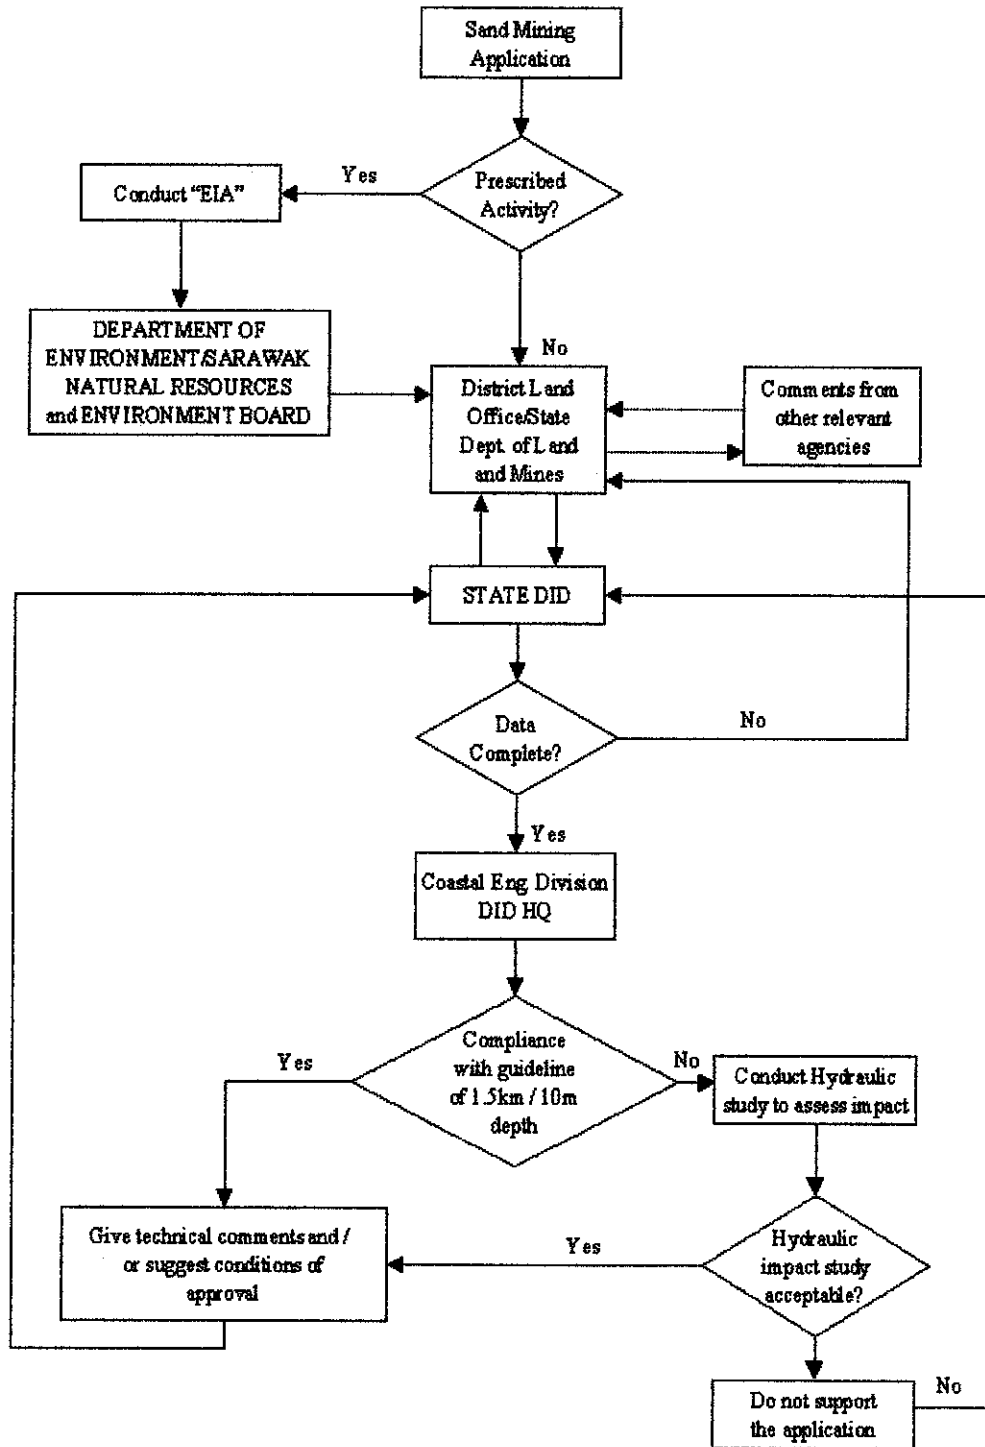 Sand Mining
Application
Yes
Prescribed
Activity?
Conduct "EIA"
DEPARTMENT OF
ENVIRONMENT/SARAWAK
NATURAL RESOURCES
and ENVIRONMENT BOARD
No
District Land
Office/State
Dept. of Land
and Mines
Comments from
other relevant
agencies
STATE DID
Data
Complete?
No
Yes
Coastal Eng. Division
DID HQ
Compliance
with guideline
of 1.5km / 10m
depth
Yes
No
Conduct Hydraulic
study to assess impact
Give technical comments and /
or suggest conditions of
approval
Yes
Hydraulic
impact study
acceptable?
Do not support
the application
No